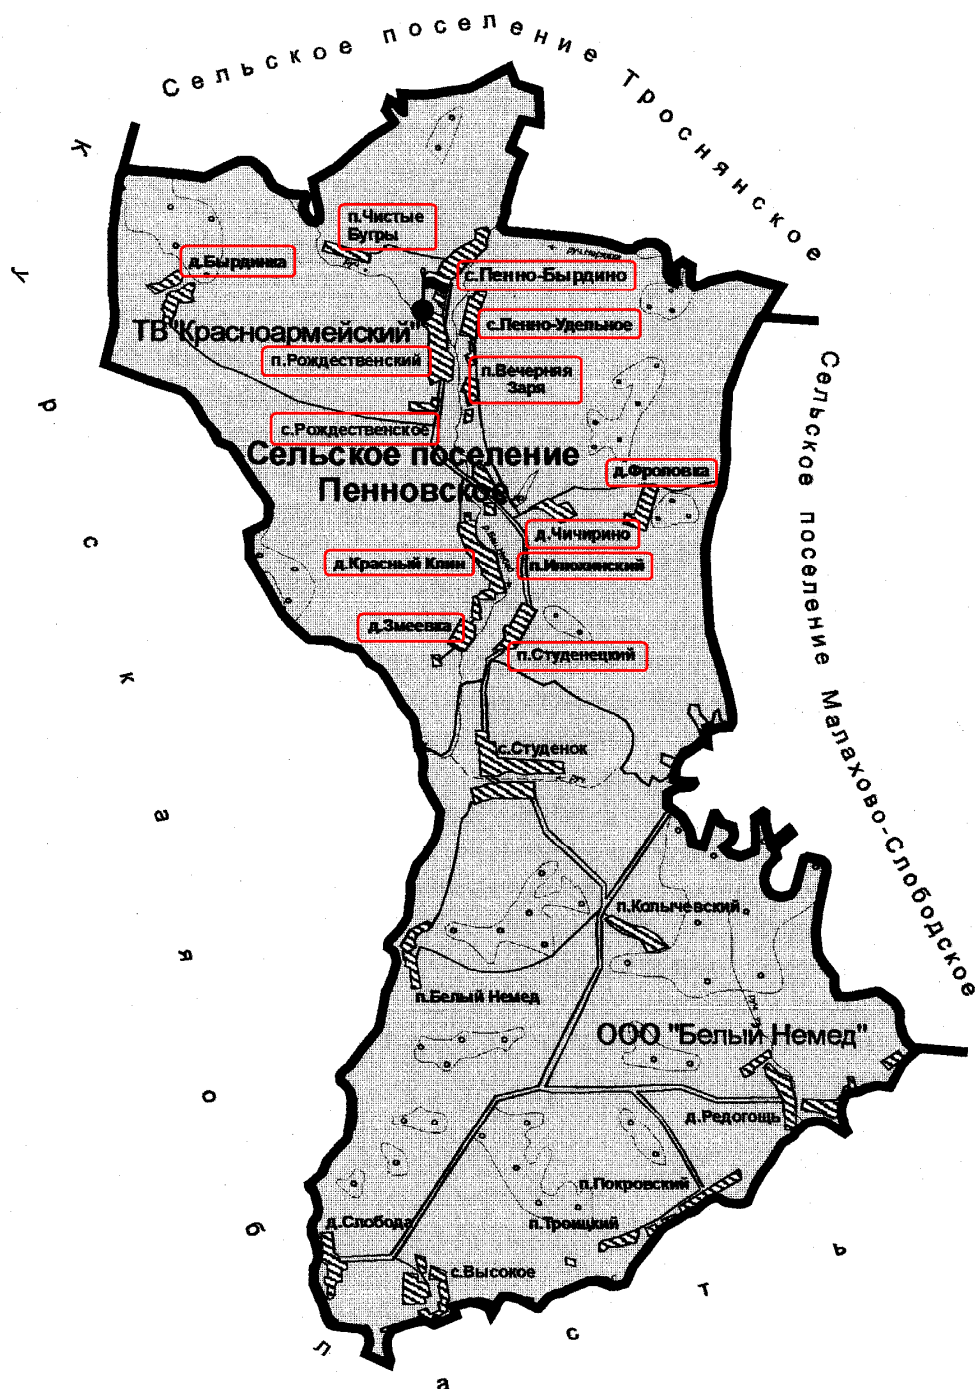 Сельское поселение Троснянское
Курская область
п.Чистые
Бугры
д.Бырдинка
с.Пенно-Бырдино
ТВ "Красноармейский"
с.Пенно-Удельное
п.Рождественский
п.Вечерняя
Заря
с.Рождественское
Сельское поселение
Пенновское
д.Фроловка
д.Чичирино
д.Красный Клин
п.Илюхинский
д.Змеевка
п.Студенецкий
Сельское поселение Малахово-Слободское
с.Студенок
п.Колычевский
п.Белый Немед
ООО "Белый Немед"
д.Редогощь
п.Покровский
п.Троицкий
д.Слобода
с.Высокое